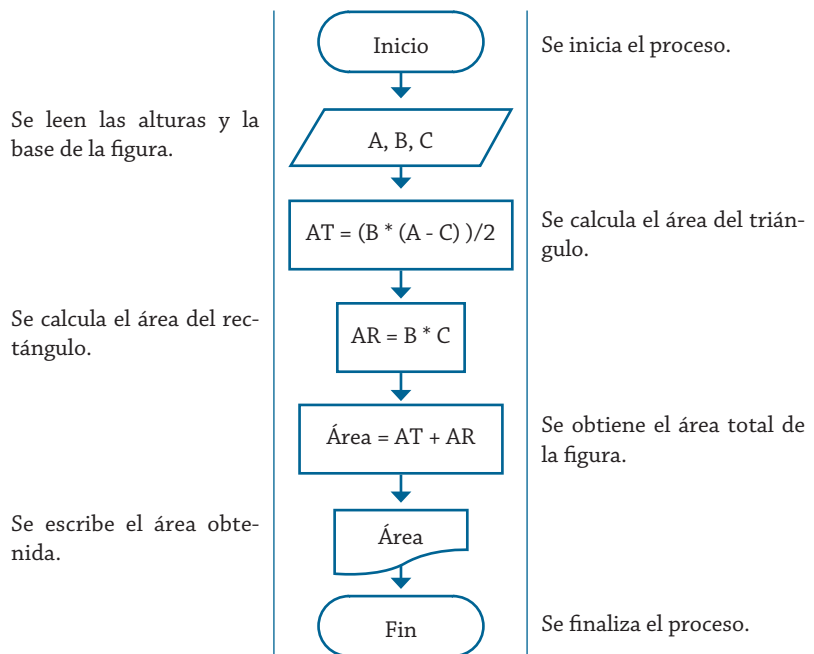 Inicio
Se inicia el proceso.
Se leen las alturas y la
base de la figura.
A, B, C
AT = (B * (A - C) )/2
Se calcula el área del trián-
gulo.
Se calcula el área del rec-
tángulo.
AR = B * C
Área = AT + AR
Se obtiene el área total de
la figura.
Se escribe el área obte-
nida.
Área
Fin
Se finaliza el proceso.